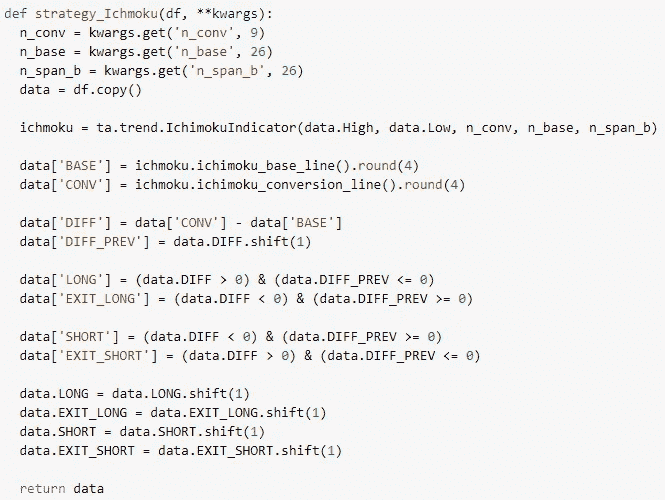 def strategy_Ichmoku(df, **kwargs):
n_conv = kwargs.get('n_conv', 9)
n_base = kwargs.get('n_base', 26)
n_span_b = kwargs.get('n_span_b', 26)
data = df.copy()
ichmoku = ta.trend.IchimokuIndicator(data.High, data.Low, n_conv, n_base, n_span_b)
data['BASE'] = ichmoku.ichimoku_base_line().round(4)
data['CONV'] = ichmoku.ichimoku_conversion_line().round(4)
data['DIFF'] = data['CONV'] - data['BASE']
data['DIFF_PREV'] = data.DIFF.shift(1)
data['LONG'] = (data.DIFF > 0) & (data.DIFF_PREV <= 0)
data['EXIT_LONG'] = (data.DIFF < 0) & (data.DIFF_PREV >= 0)
data['SHORT'] = (data.DIFF < 0) & (data.DIFF_PREV >= 0)
data['EXIT_SHORT'] = (data.DIFF > 0) & (data.DIFF_PREV <= 0)
data.LONG = data.LONG.shift(1)
data.EXIT_LONG = data.EXIT_LONG.shift(1)
data.SHORT = data.SHORT.shift(1)
data.EXIT_SHORT = data.EXIT_SHORT.shift(1)
return data